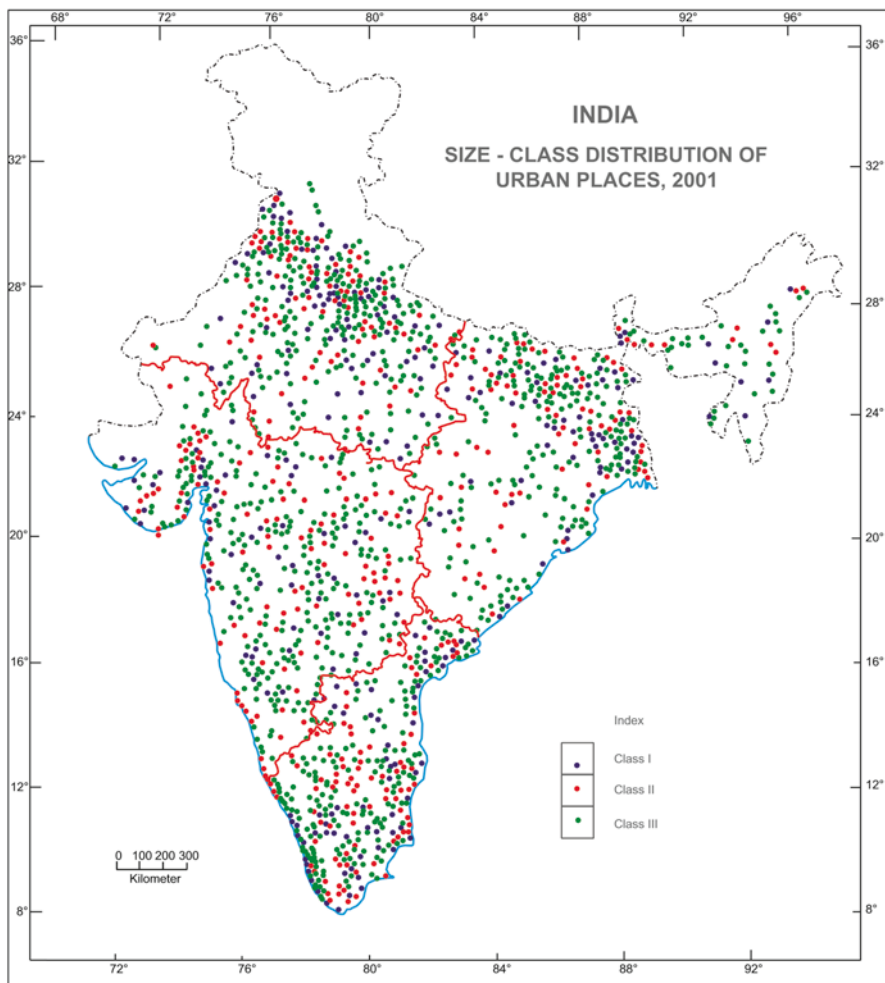 68° 72° 76° 80° 84° 88° 92° 96°
36° 36°
INDIA
SIZE - CLASS DISTRIBUTION OF
URBAN PLACES, 2001
32° 32°
28° 28°
24° 24°
20° 20°
16° 16°
Index
Class I
12° 12°
Class II
Class III
0 100 200 300
Kilometer
8° 8°
72° 76° 80° 84° 88° 92°